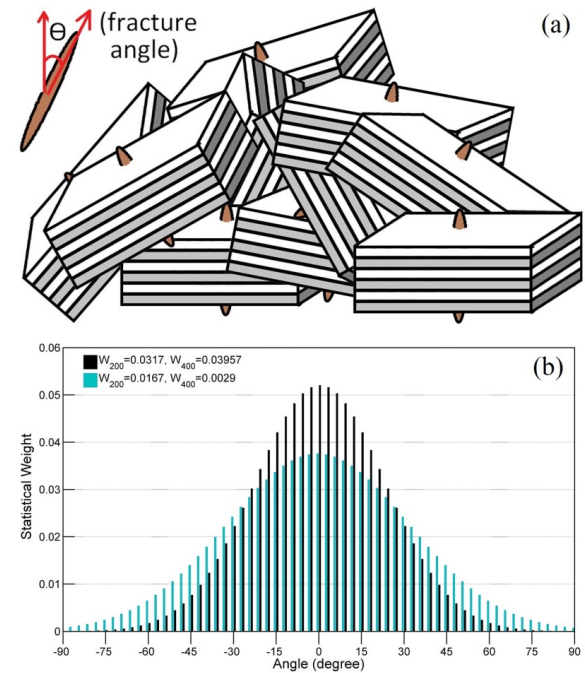 Θ
(fracture
angle)
(a)
(b)
W200=0.0317, W400=0.03957
W200=0.0167, W400=0.0029
0.06
0.05
0.04
0.03
0.02
0.01
0
Statistical Weight
-90 -75 -60 -45 -30 -15 0 15 30 45 60 75 90
Angle (degree)